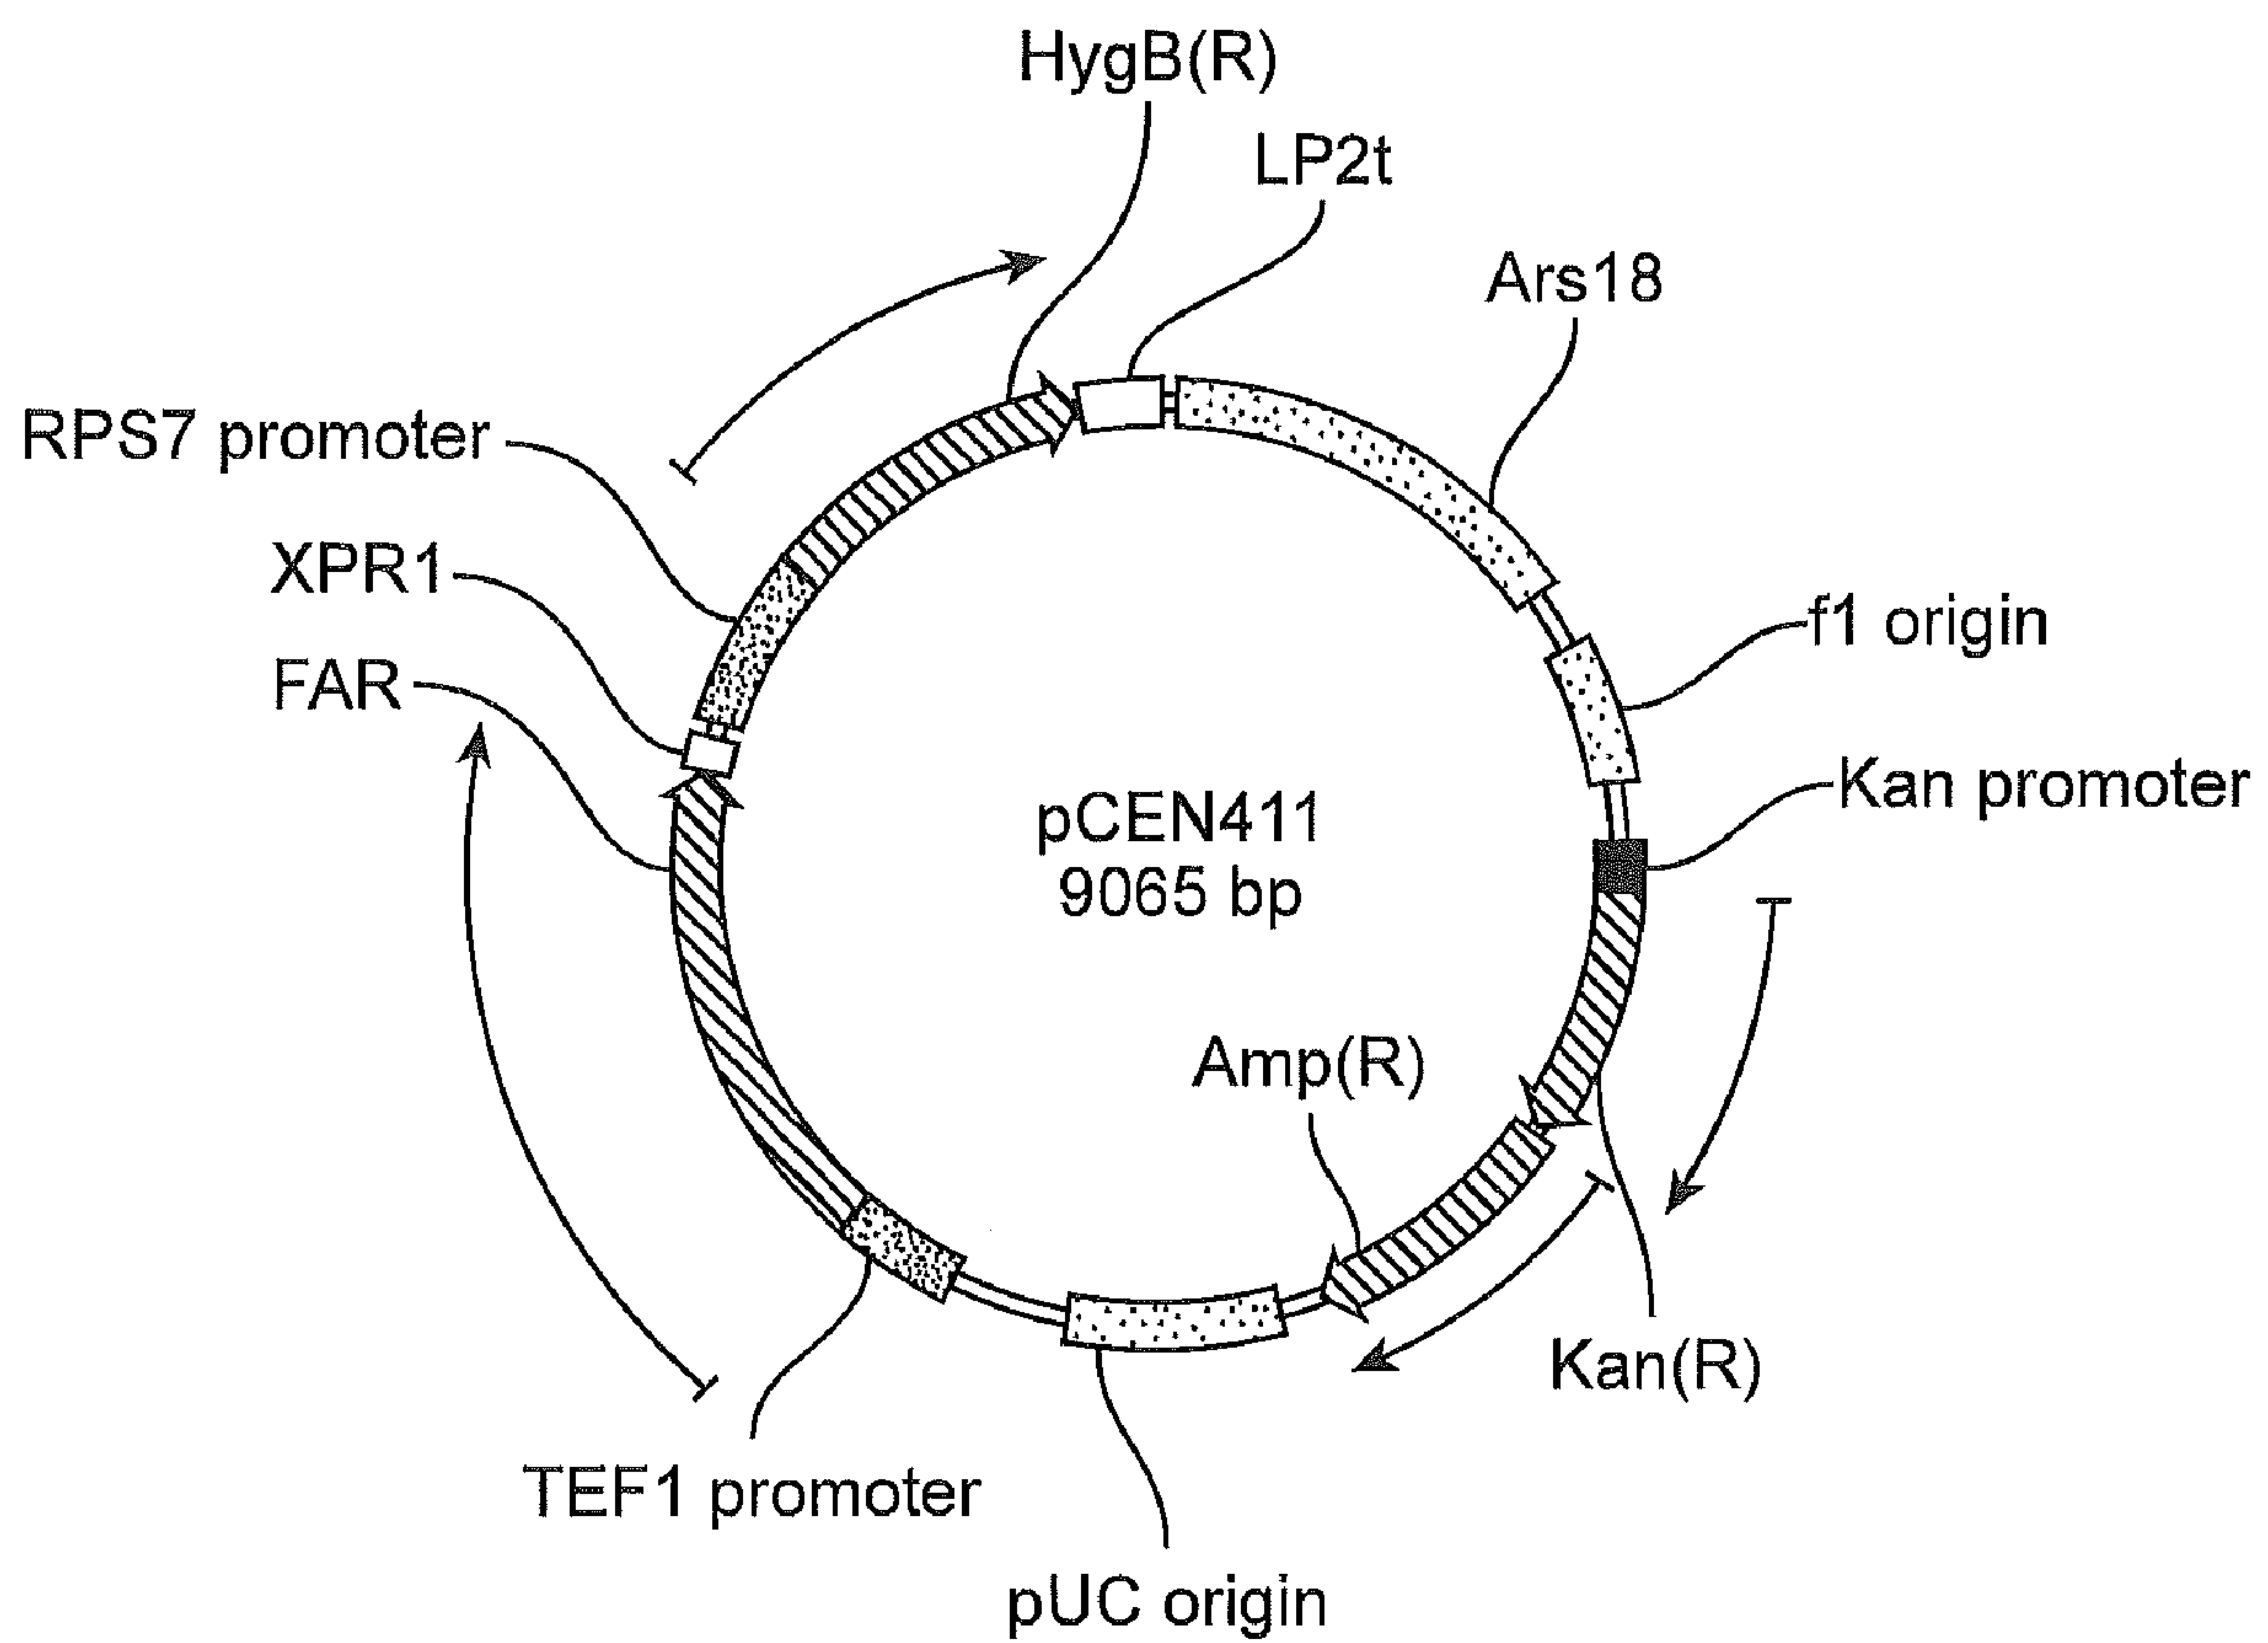 HygB(R)
LP2t
Ars18
RPS7 promoter
XPR1
f1 origin
FAR
Kan promoter
pCEN411
9065 bp
Amp(R)
Kan(R)
TEF1 promoter
pUC origin